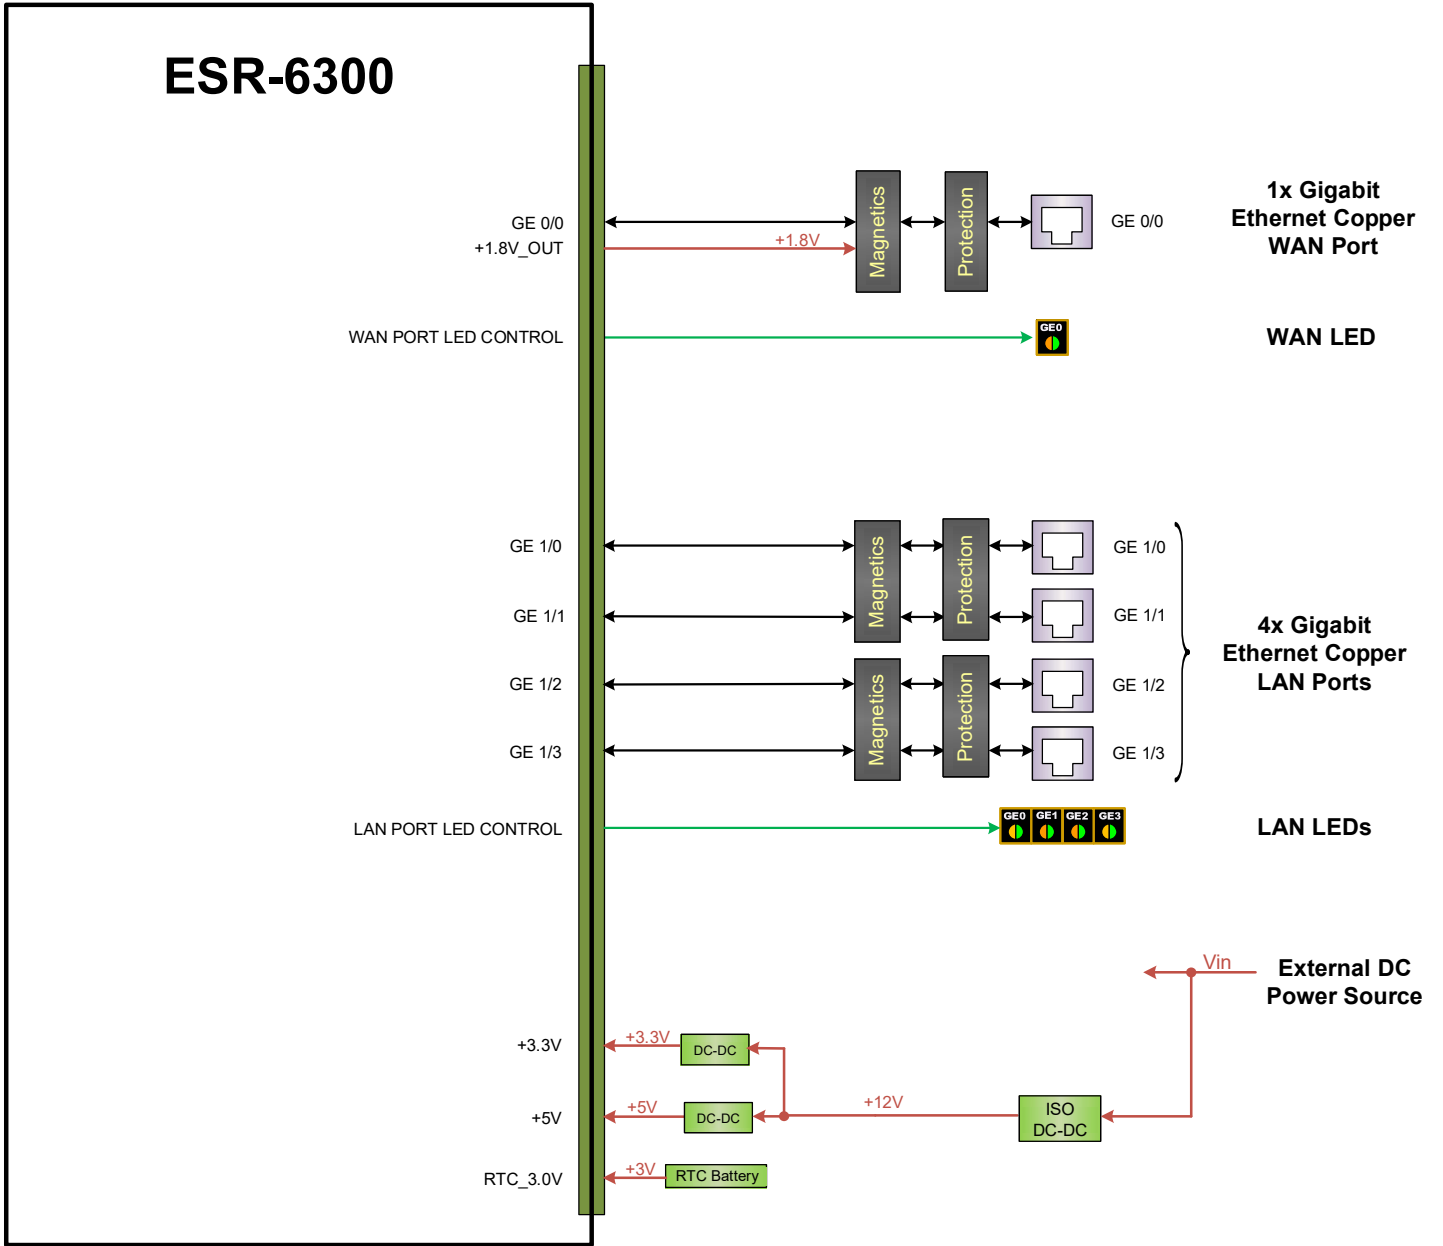 ESR-6300
GE 0/0
+1.8V_OUT
+1.8V
Magnetics
Protection
GE 0/0
1x Gigabit
Ethernet Copper
WAN Port
WAN PORT LED CONTROL
GE0
WAN LED
GE 1/0
GE 1/1
GE 1/2
GE 1/3
Magnetics
Protection
Magnetics
Protection
GE 1/0
GE 1/1
GE 1/2
GE 1/3
4x Gigabit
Ethernet Copper
LAN Ports
LAN PORT LED CONTROL
GE0 GE1 GE2 GE3
LAN LEDs
Vin
External DC
Power Source
+3.3V
+3.3V
DC-DC
+5V
+5V
DC-DC
+12V
ISO
DC-DC
RTC_3.0V
+3V
RTC Battery